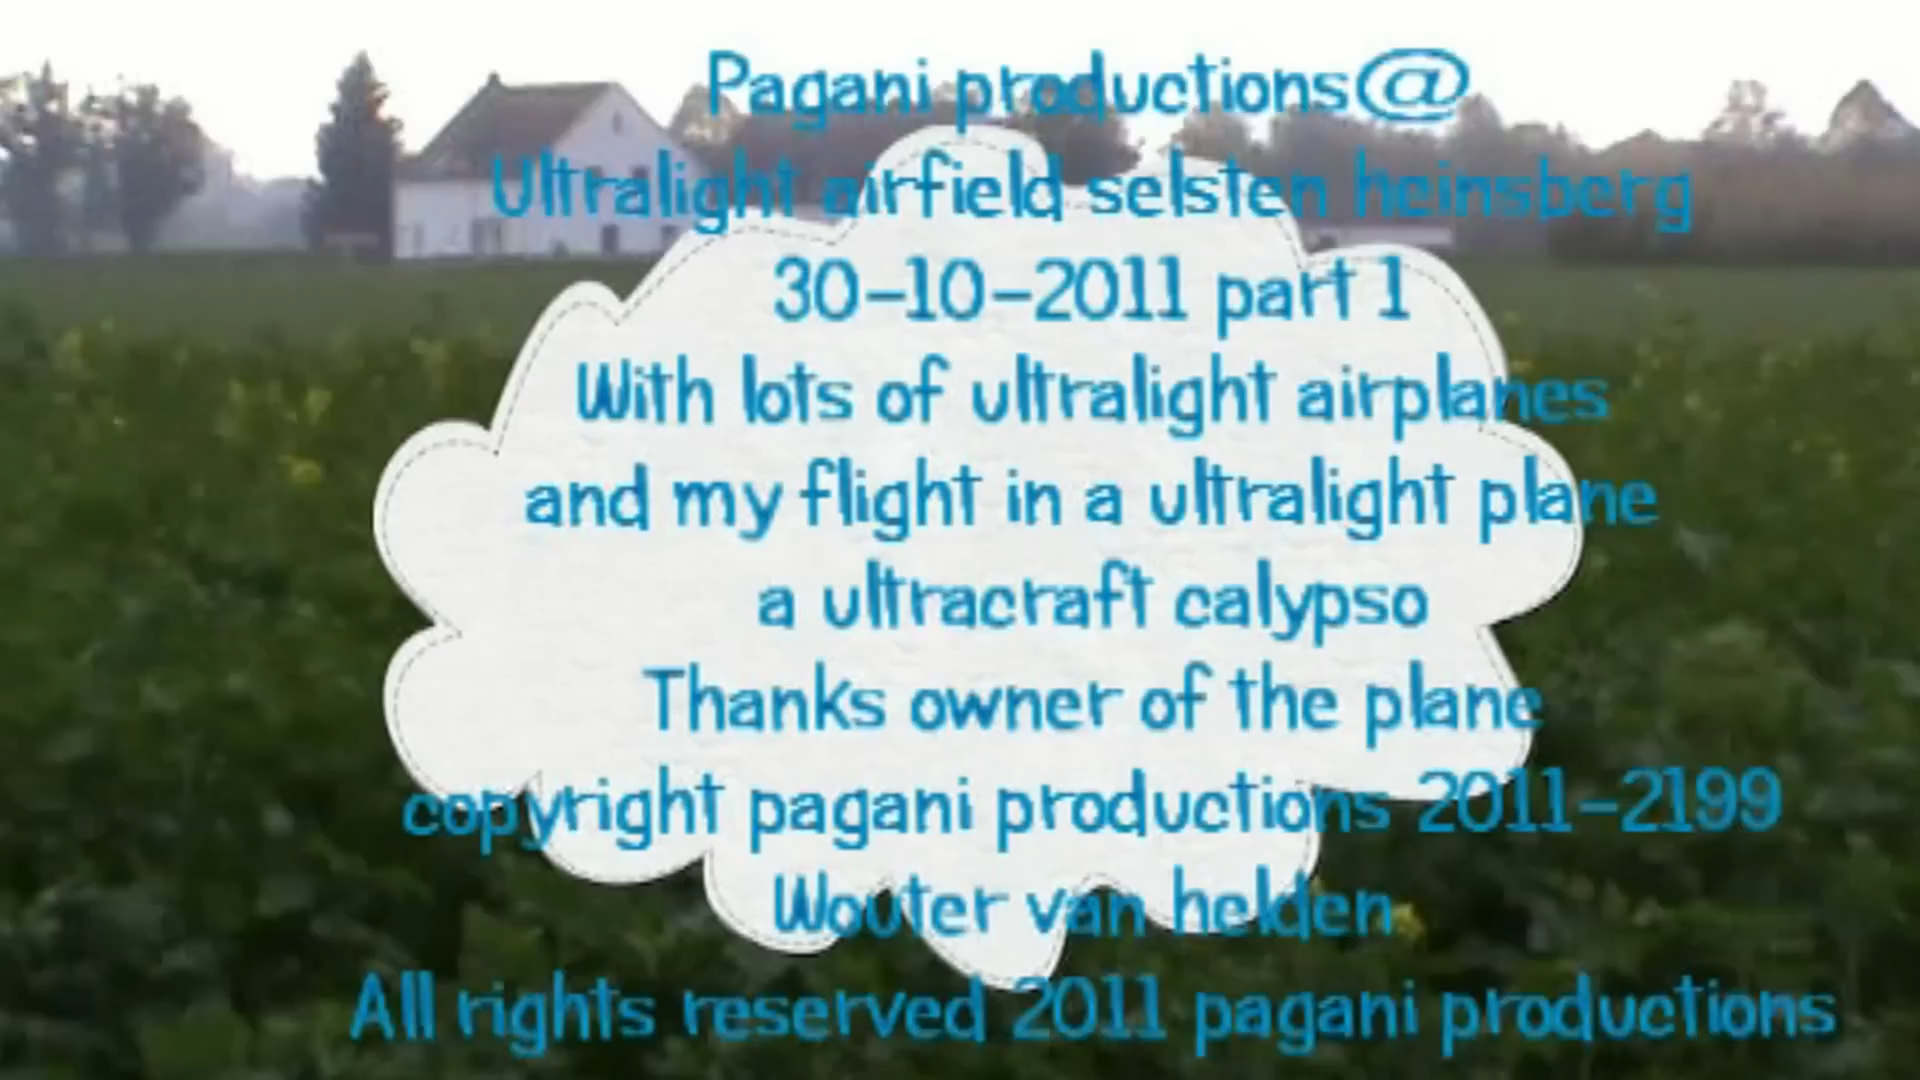 Pagani productions@
Ultralight airfield selsten heinsberg
30-10-2011 part 1
With lots of ultralight airplanes
and my flight in a ultralight plane
a ultracraft calypso
Thanks owner of the plane
copyright pagani productions 2011-2199
Wouter van helden
All rights reserved 2011 pagani productions